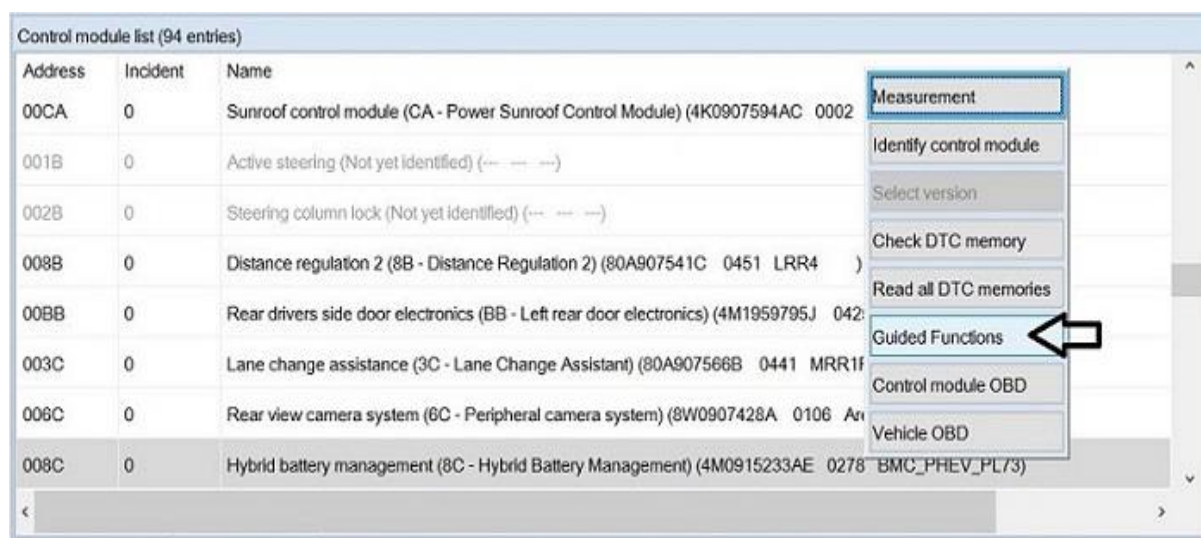 Control module list (94 entries)
Address Incident Name
00CA 0 Sunroof control module (CA - Power Sunroof Control Module) (4K0907594AC 0002
001B 0 Active steering (Not yet identified) (--- --- ---)
002B 0 Steering column lock (Not yet identified) (--- --- ---)
008B 0 Distance regulation 2 (8B - Distance Regulation 2) (80A907541C 0451 LRR4 )
00BB 0 Rear drivers side door electronics (BB - Left rear door electronics) (4M1959795J
003C 0 Lane change assistance (3C - Lane Change Assistant) (80A907566B 0441
006C 0 Rear view camera system (6C - Peripheral camera system) (8W0907428A 0106
008C 0 Hybrid battery management (8C - Hybrid Battery Management) (4M0915233AE 0278 BMC_PHEV_PL73)
Measurement
Identify control module
Select version
Check DTC memory
Read all DTC memories
Guided Functions
Control module OBD
Vehicle OBD